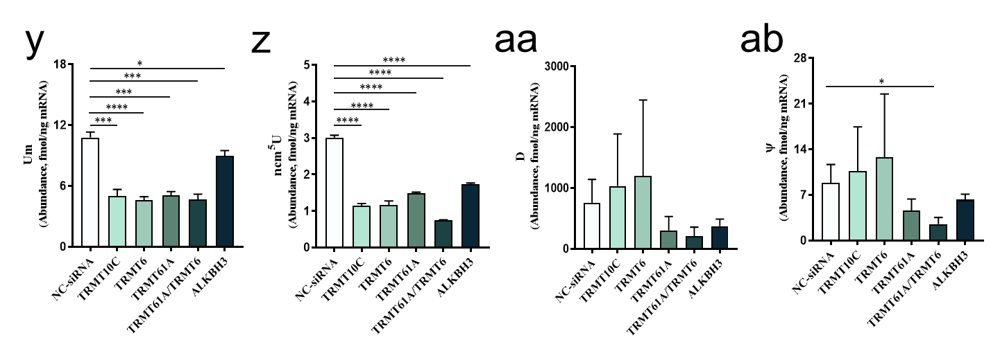 y
Um
(Abundance, fmol/ng mRNA)
18
12
6
0
*
***
***
****
***
NC-siRNA
TRMT10C
TRMT6
TRMT61A
TRMT61A/TRMT6
ALKBH3
z
ncm⁵U
(Abundance, fmol/ng mRNA)
5
4
3
2
1
0
****
****
****
****
****
NC-siRNA
TRMT10C
TRMT6
TRMT61A
TRMT61A/TRMT6
ALKBH3
aa
D
(Abundance, fmol/ng mRNA)
3000
2000
1000
0
NC-siRNA
TRMT10C
TRMT6
TRMT61A
TRMT61A/TRMT6
ALKBH3
ab
Ψ
(Abundance, fmol/ng mRNA)
28
21
14
7
0
*
NC-siRNA
TRMT10C
TRMT6
TRMT61A
TRMT61A/TRMT6
ALKBH3